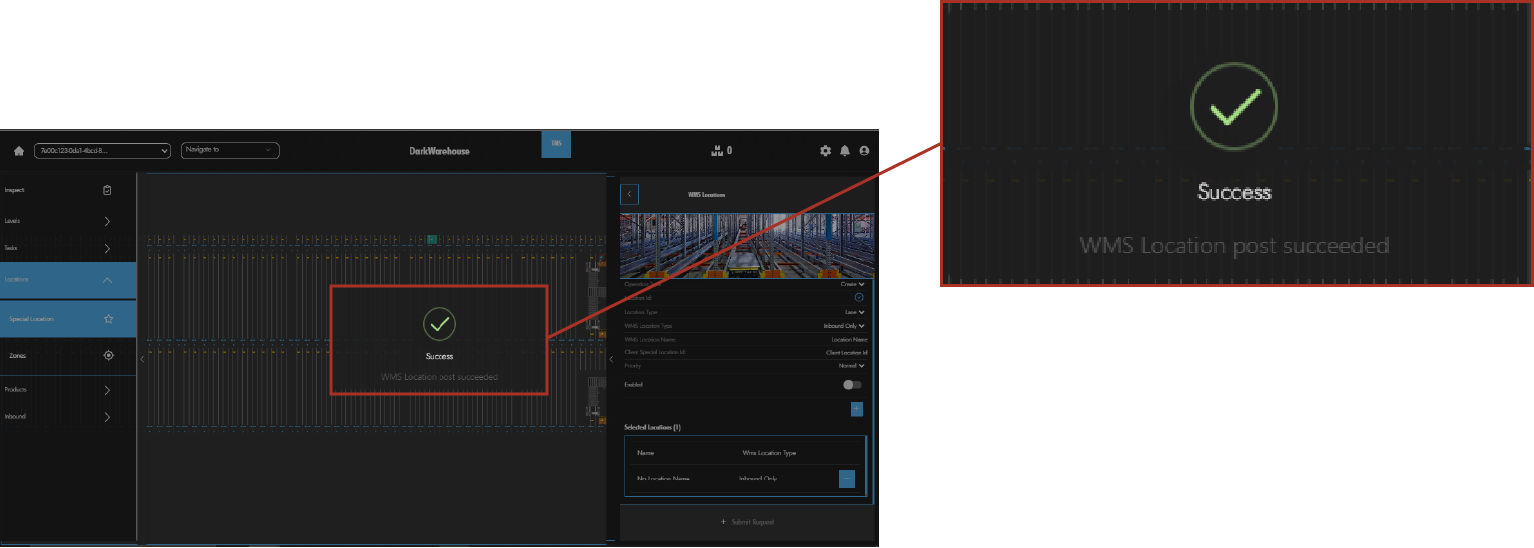 Success
WMS Location post succeeded
7a00c123-0da1-4bcd-8...
Navigate to
DarkWarehouse
100%
0
Inspect
Levels
Tasks
Locations
Special Location
Zones
Products
Inbound
WMS Locations
Operation Type Create
Location Id:
Location Type Lane
WMS Location Type Inbound Only
WMS Location Name: Location Name
Client Special Location Id: Client Location Id
Priority Normal
Enabled
Selected Locations (1)
Name Wms Location Type
No Location Name Inbound Only
Submit Request
Success
WMS Location post succeeded